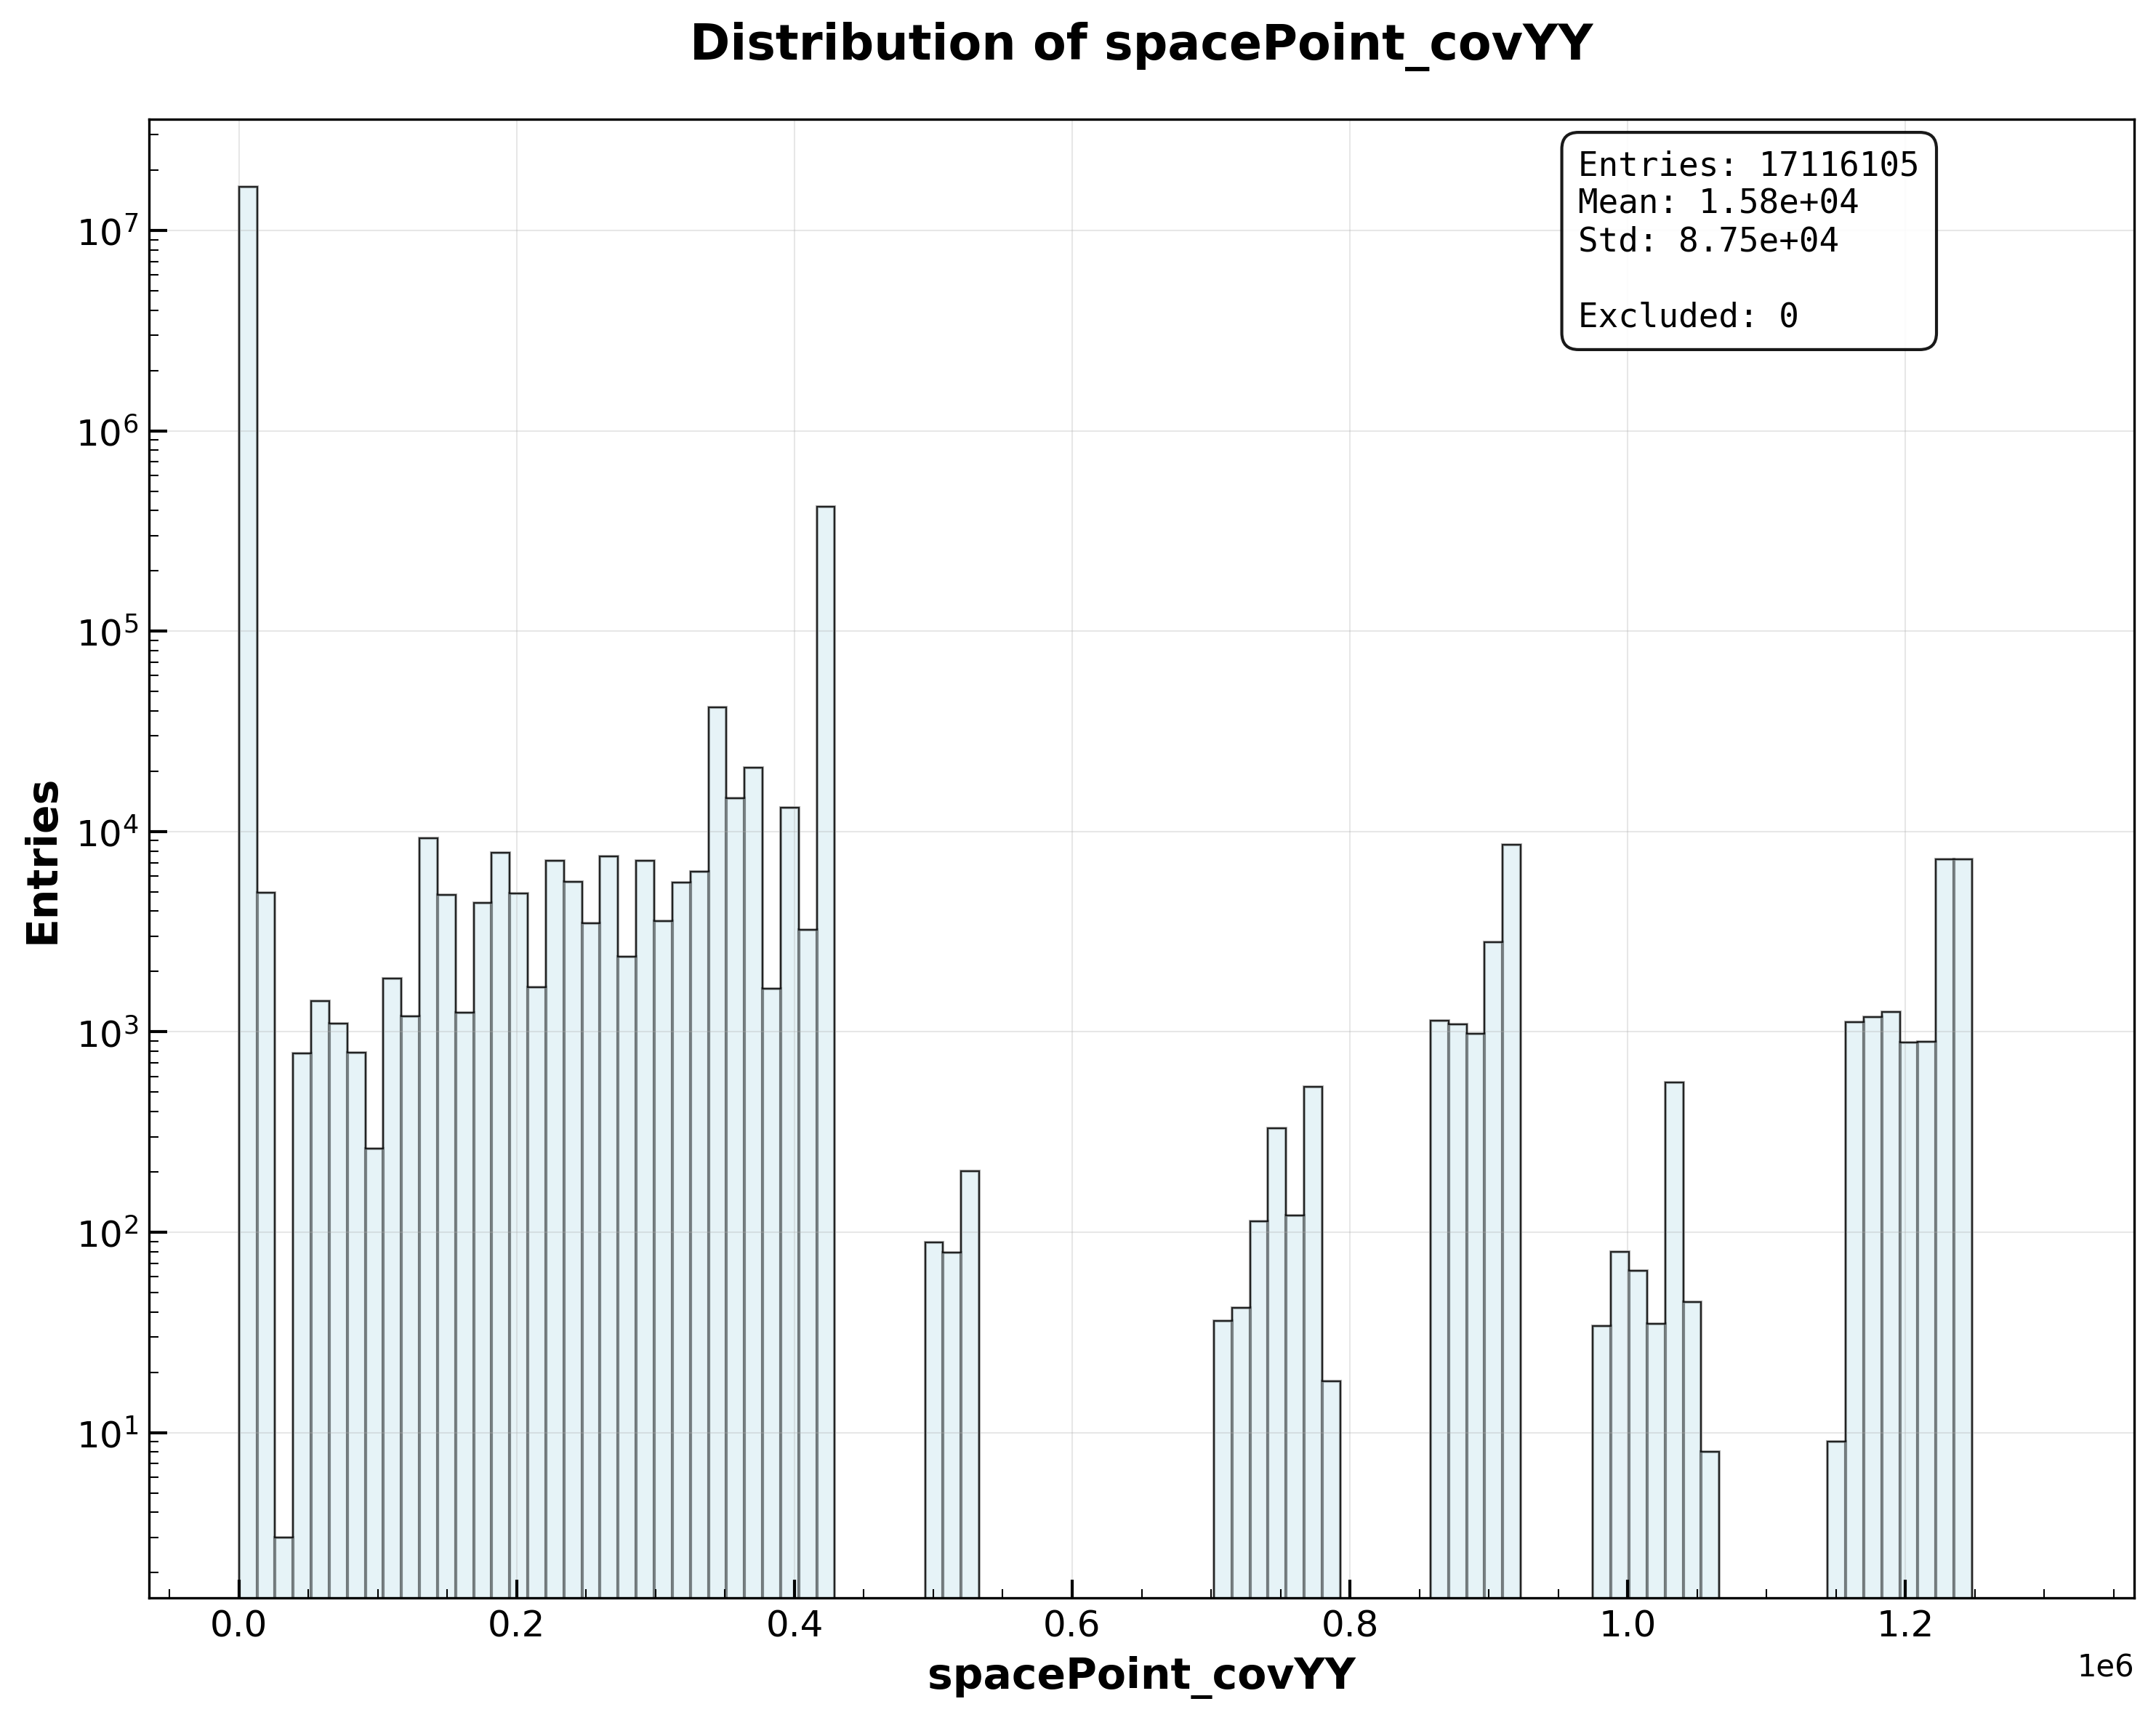 Distribution of spacePoint_covYY
Entries: 17116105
Mean: 1.58e+04
Std: 8.75e+04
Excluded: 0
10^7
10^6
10^5
10^4
10^3
10^2
10^1
Entries
0.0 0.2 0.4 0.6 0.8 1.0 1.2
1e6
spacePoint_covYY